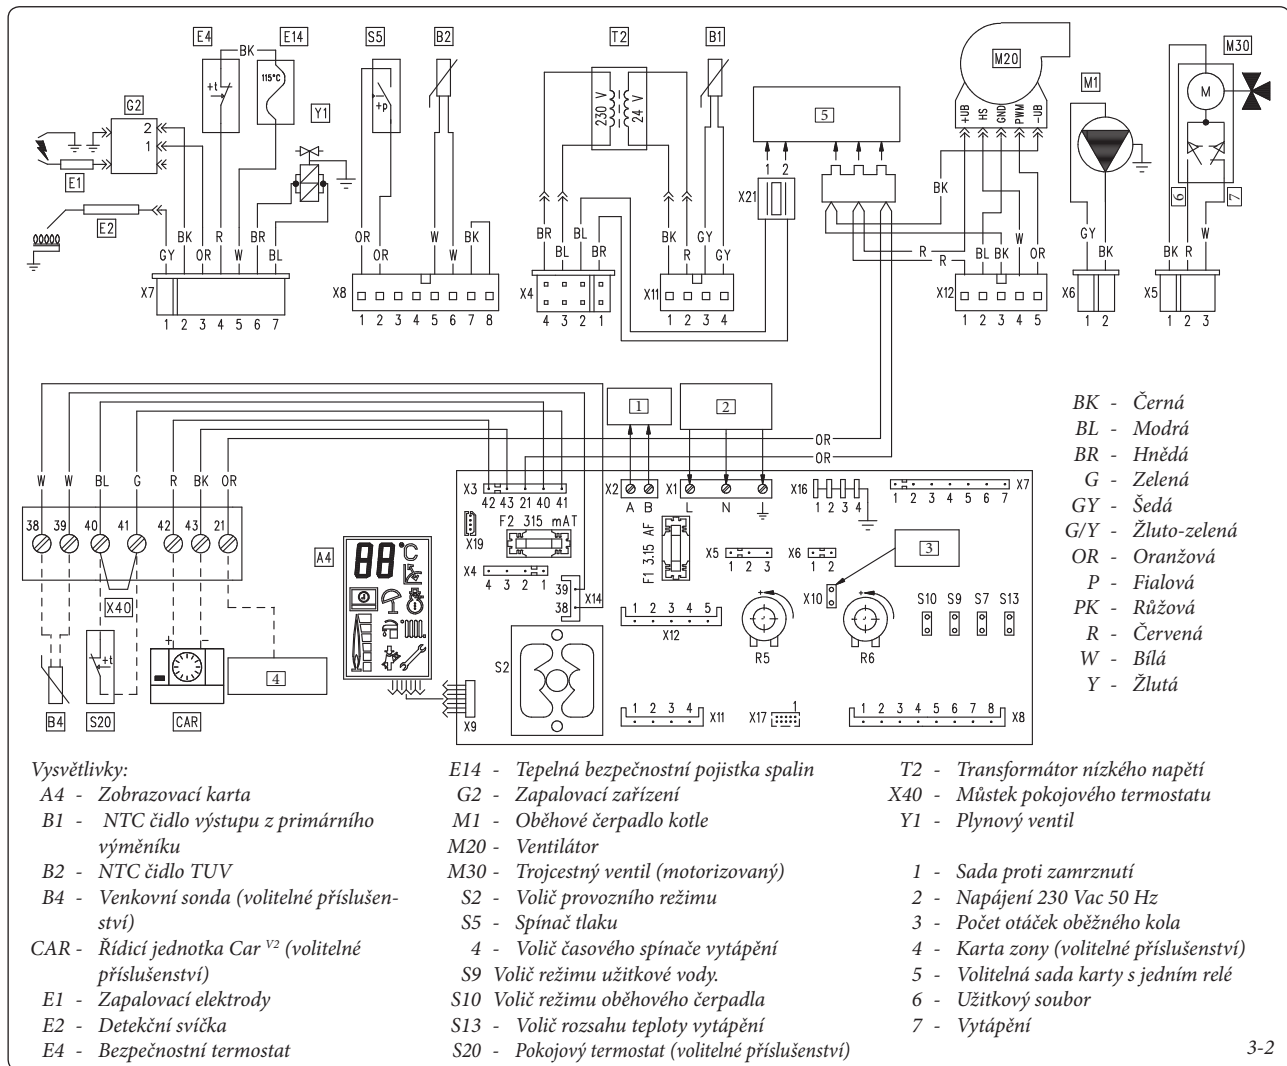 E4
E14
S5
B2
T2
B1
M20
M30
M1
G2
Y1
BK
115°C
+t
+p
230 V
24 V
5
M
+UB HS GND PWM -UB
2
1
E1
E2
X21
1 2
BK
6
7
GY BK OR R W BR BL
OR OR W W BK
BR BL BL BR
BK R GY GY
R R BL BK W OR
GY BK
BK R W
X7
1 2 3 4 5 6 7
X8
1 2 3 4 5 6 7 8
X4
4 3 2 1
X11
1 2 3 4
X12
1 2 3 4 5
X6
1 2
X5
1 2 3
1
2
OR
OR
W W BL G R BK OR
38 39 40 41 42 43 21
X40
+ -
+t
B4
S20
CAR
4
A4
88 °C
X3
42 43 21 40 41
X19
F2 315 mAT
X4
4 3 2 1
39
38
X14
S2
X9
X2
A B
X1
L N
F1 3.15 AF
X16
1 2 3 4
X7
1 2 3 4 5 6 7
X5
1 2 3
X6
1 2
3
X10
X12
1 2 3 4 5
+
R5
+
R6
S10 S9 S7 S13
1 2 3 4
X11
X17
1
1 2 3 4 5 6 7 8
X8
BK - Černá
BL - Modrá
BR - Hnědá
G - Zelená
GY - Šedá
G/Y - Žluto-zelená
OR - Oranžová
P - Fialová
PK - Růžová
R - Červená
W - Bílá
Y - Žlutá
Vysvětlivky:
A4 - Zobrazovací karta
B1 - NTC čidlo výstupu z primárního
výměníku
B2 - NTC čidlo TUV
B4 - Venkovní sonda (volitelné příslušen-
ství)
CAR - Řídicí jednotka Car V2 (volitelné
příslušenství)
E1 - Zapalovací elektrody
E2 - Detekční svíčka
E4 - Bezpečnostní termostat
E14 - Tepelná bezpečnostní pojistka spalin
G2 - Zapalovací zařízení
M1 - Oběhové čerpadlo kotle
M20 - Ventilátor
M30 - Trojcestný ventil (motorizovaný)
S2 - Volič provozního režimu
S5 - Spínač tlaku
4 - Volič časového spínače vytápění
S9 Volič režimu užitkové vody.
S10 Volič režimu oběhového čerpadla
S13 - Volič rozsahu teploty vytápění
S20 - Pokojový termostat (volitelné příslušenství)
T2 - Transformátor nízkého napětí
X40 - Můstek pokojového termostatu
Y1 - Plynový ventil
1 - Sada proti zamrznutí
2 - Napájení 230 Vac 50 Hz
3 - Počet otáček oběžného kola
4 - Karta zony (volitelné příslušenství)
5 - Volitelná sada karty s jedním relé
6 - Užitkový soubor
7 - Vytápění
3-2